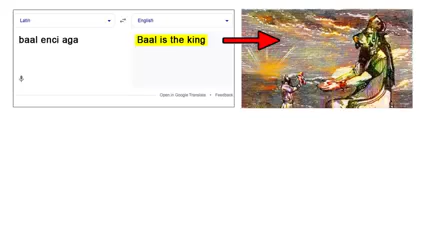 Latin English
baal enci aga Baal is the king
Open in Google Translate • Feedback